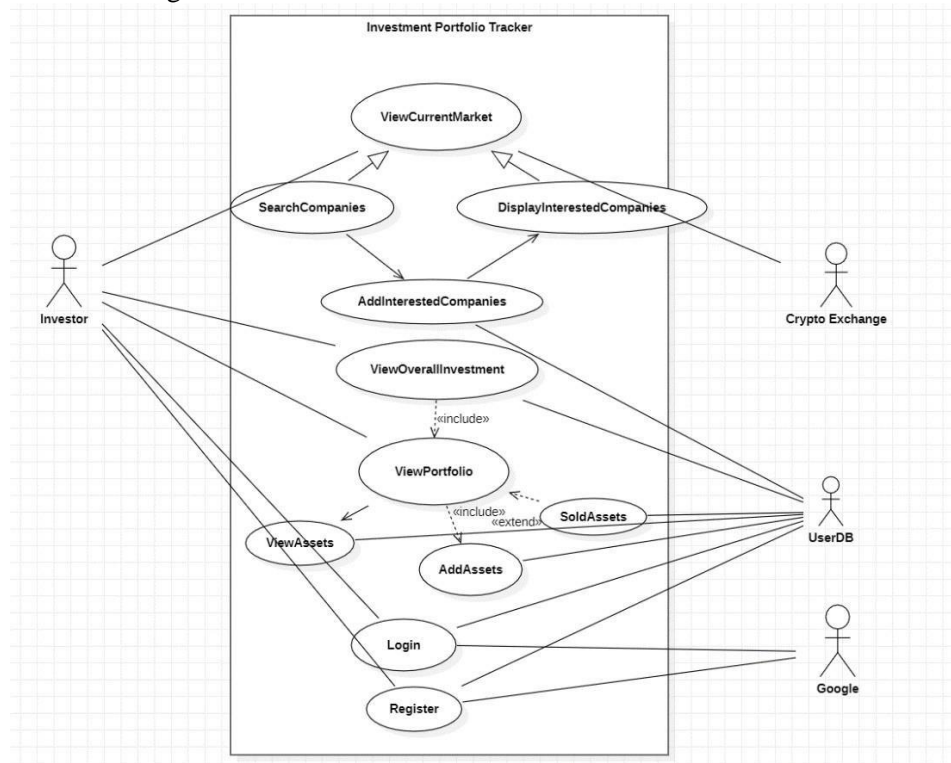 Investment Portfolio Tracker
ViewCurrentMarket
SearchCompanies
DisplayInterestedCompanies
Investor
Crypto Exchange
AddInterestedCompanies
ViewOverallInvestment
«include»
ViewPortfolio
«include»
«extend»
SoldAssets
UserDB
ViewAssets
AddAssets
Login
Google
Register